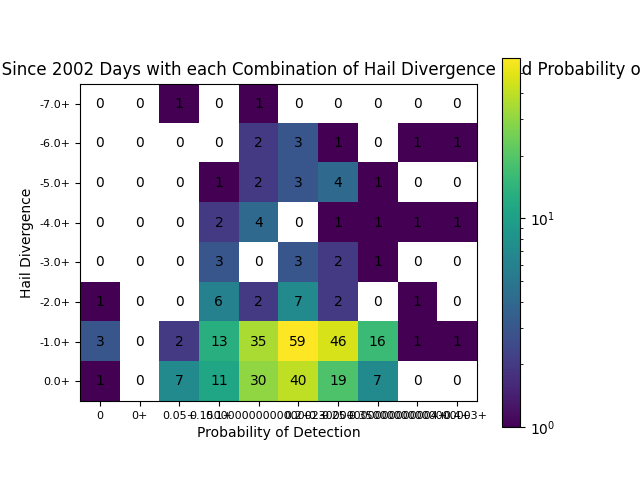 Since 2002 Days with each Combination of Hail Divergence
Probability o
-7.0+ 0 0 1 0 1 0 0 0 0 0
-6.0+ 0 0 0 0 2 3 1 0 1 1
-5.0+ 0 0 0 1 2 3 4 1 0 0
-4.0+ 0 0 0 2 4 0 1 1 1 1
-3.0+ 0 0 0 3 0 3 2 1 0 0
-2.0+ 1 0 0 6 2 7 2 0 1 0
-1.0+ 3 0 2 13 35 59 46 16 1 1
0.0+ 1 0 7 11 30 40 19 7 0 0
0 0+ 0.05+
Probability of Detection
Hail Divergence
10¹
10⁰